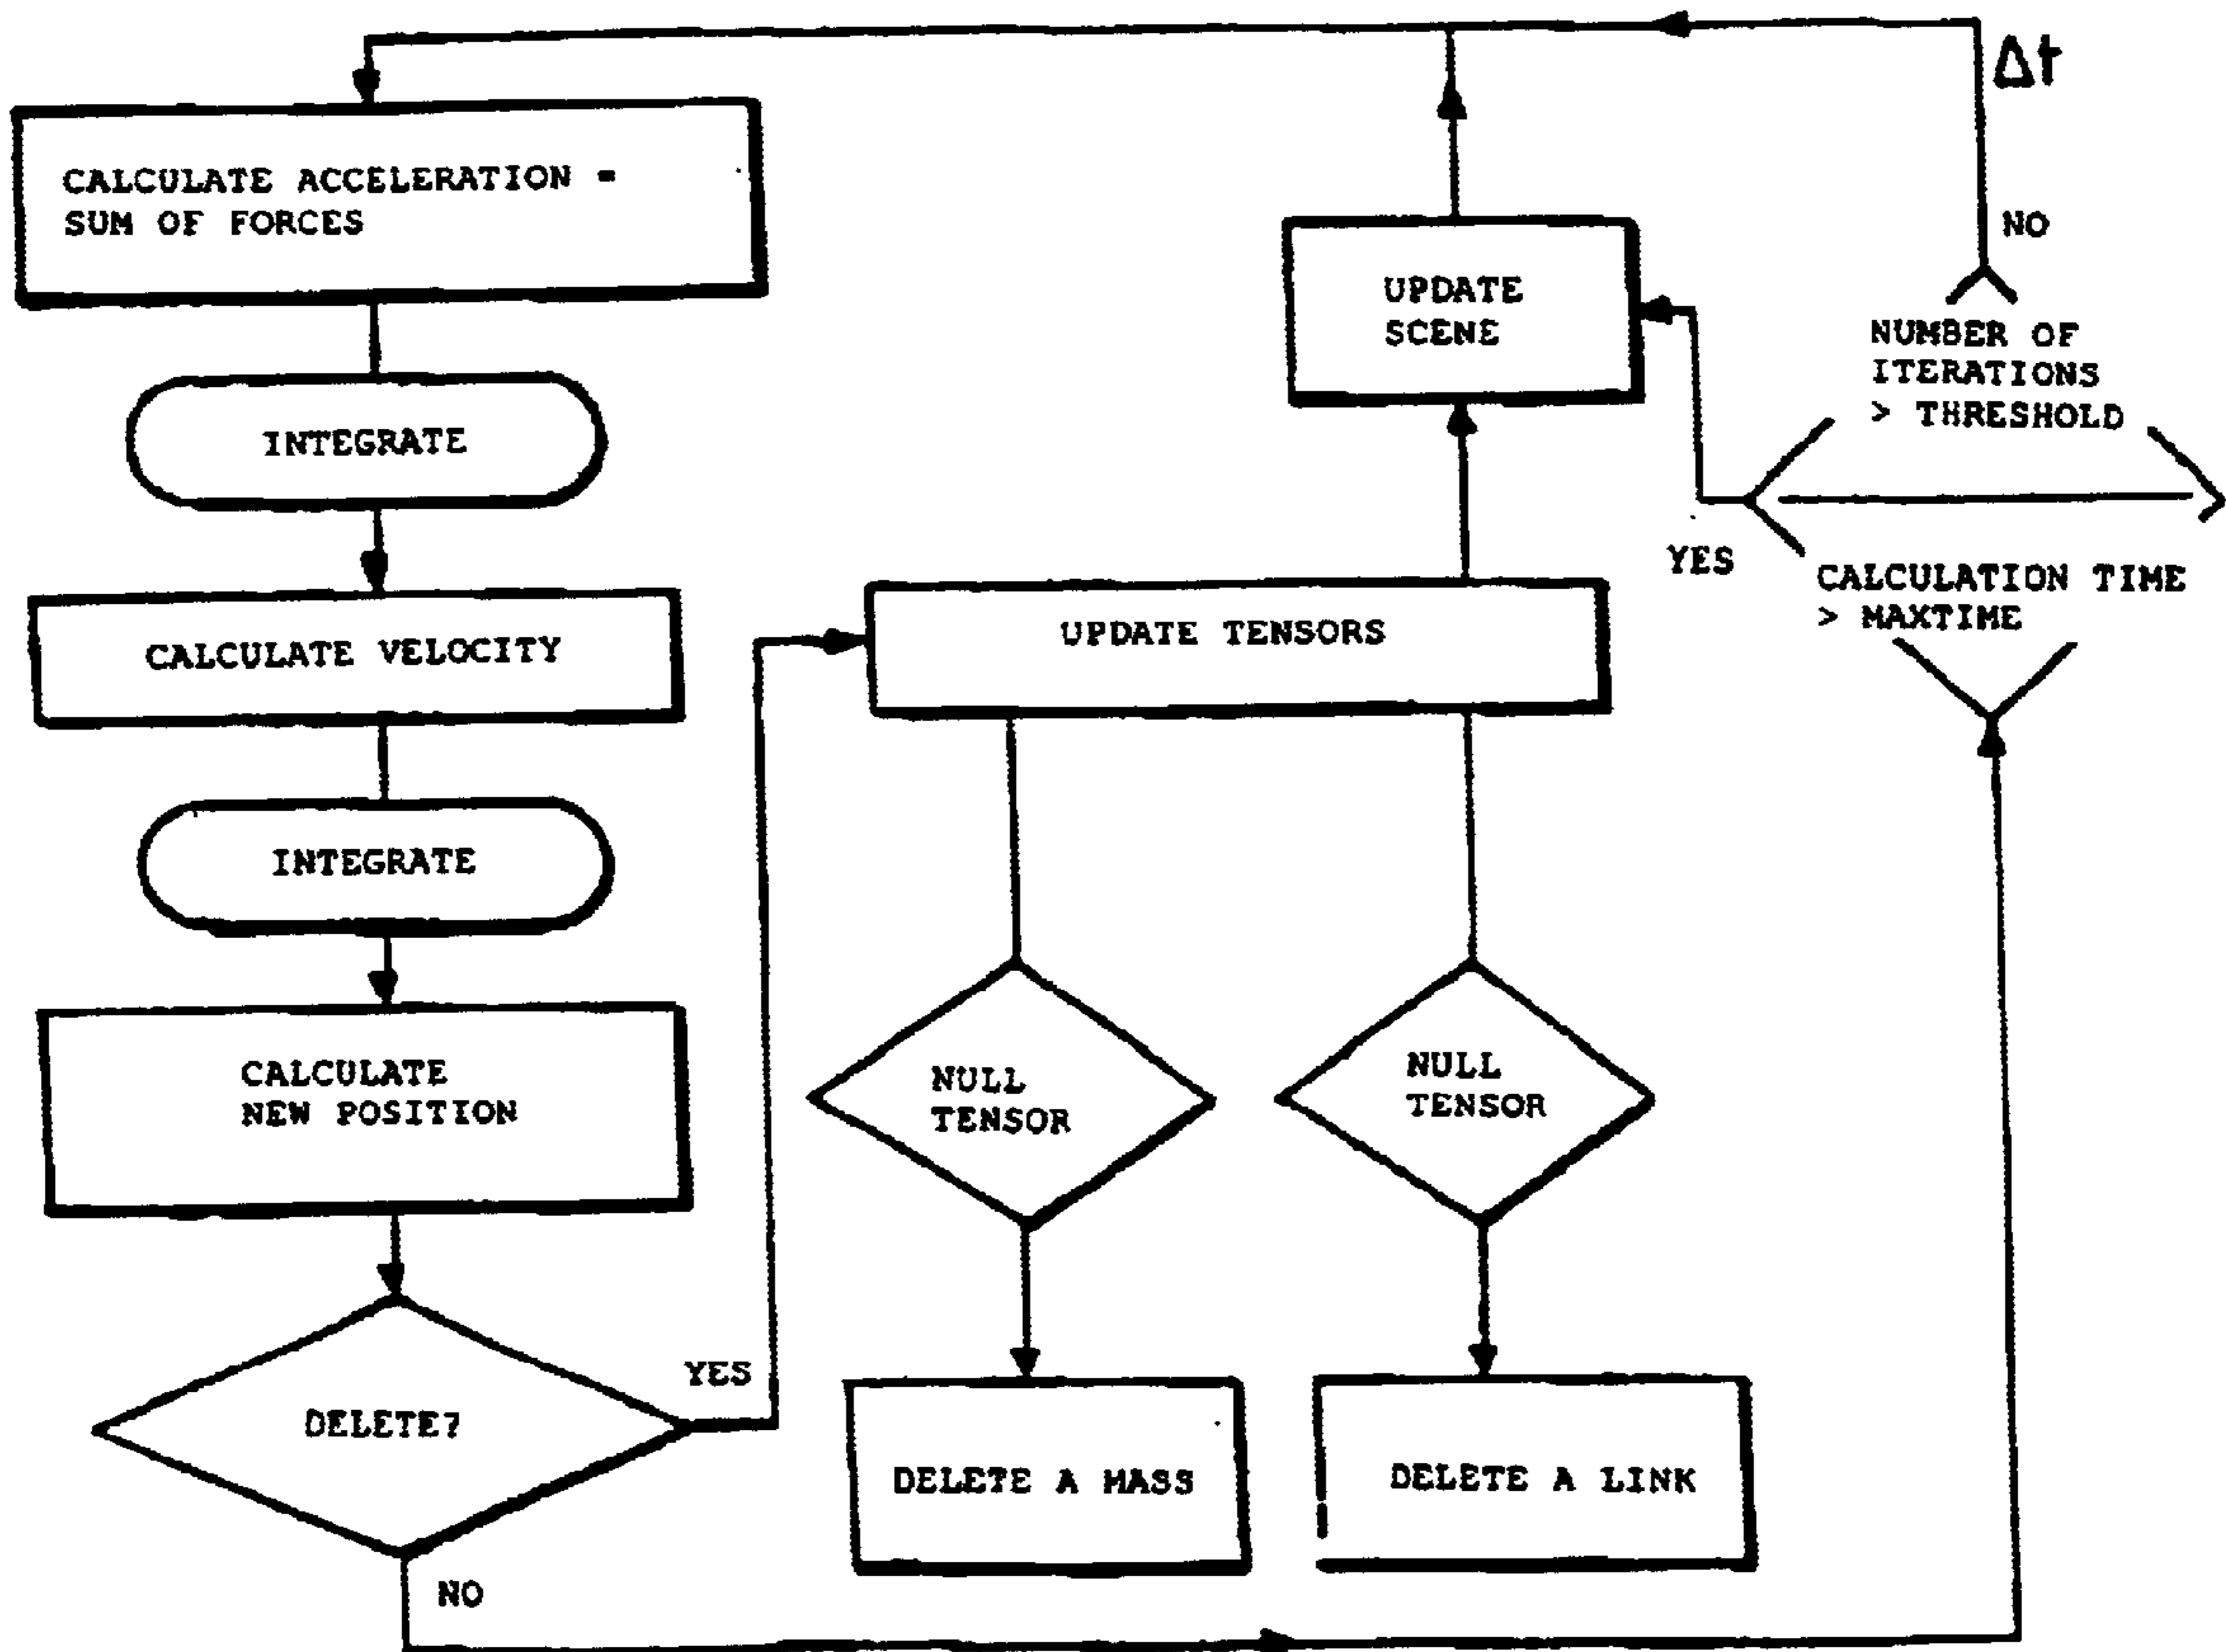 Δt
CALCULATE ACCELERATION =
SUM OF FORCES
NO
UPDATE
SCENE
NUMBER OF
ITERATIONS
> THRESHOLD
INTEGRATE
YES
CALCULATION TIME
> MAXTIME
CALCULATE VELOCITY
UPDATE TENSORS
INTEGRATE
CALCULATE
NEW POSITION
NULL
TENSOR
NULL
TENSOR
YES
DELETE?
DELETE A MASS
DELETE A LINK
NO